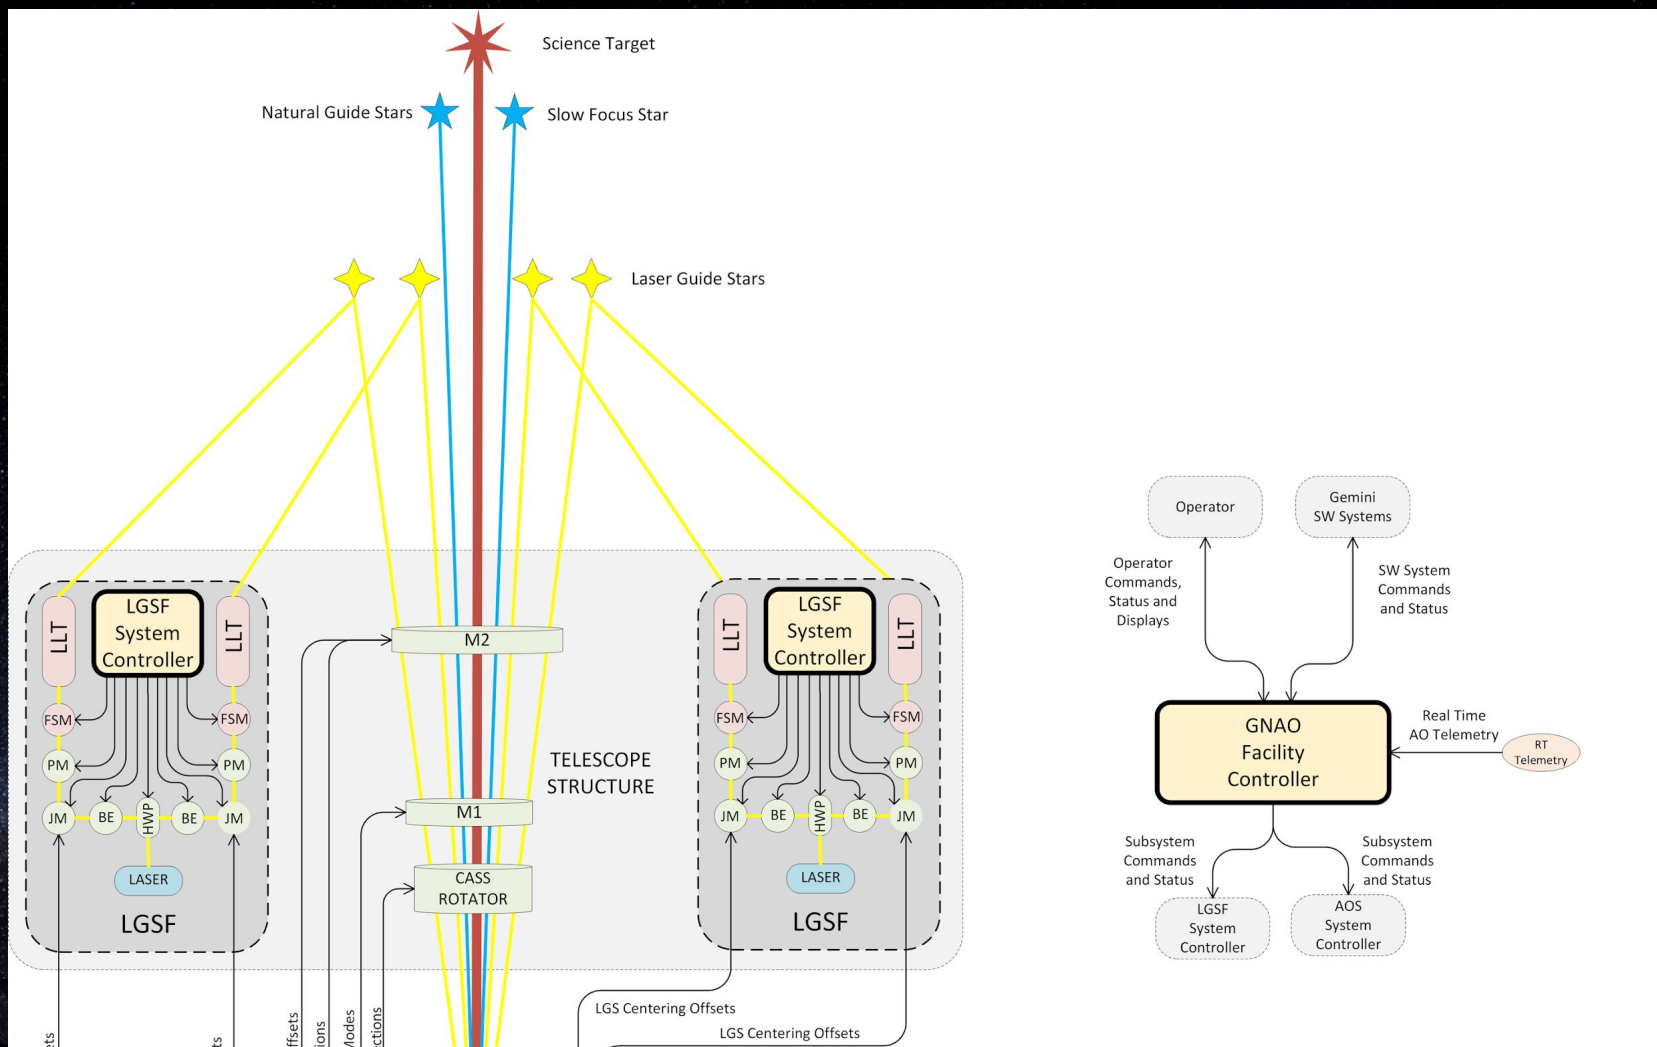 Science Target
Natural Guide Stars
Slow Focus Star
Laser Guide Stars
Operator
Gemini
SW Systems
Operator
Commands,
Status and
Displays
SW System
Commands
and Status
LLT
LGSF
System
Controller
LLT
M2
LLT
LGSF
System
Controller
LLT
FSM
FSM
FSM
FSM
GNAO
Facility
Controller
Real Time
AO Telemetry
RT
Telemetry
PM
PM
TELESCOPE
STRUCTURE
PM
PM
JM
BE
HWP
BE
JM
M1
JM
BE
HWP
BE
JM
LASER
CASS
ROTATOR
LASER
LGSF
LGSF
Subsystem
Commands
and Status
Subsystem
Commands
and Status
LGSF
System
Controller
AOS
System
Controller
Modes
LGS Centering Offsets
LGS Centering Offsets